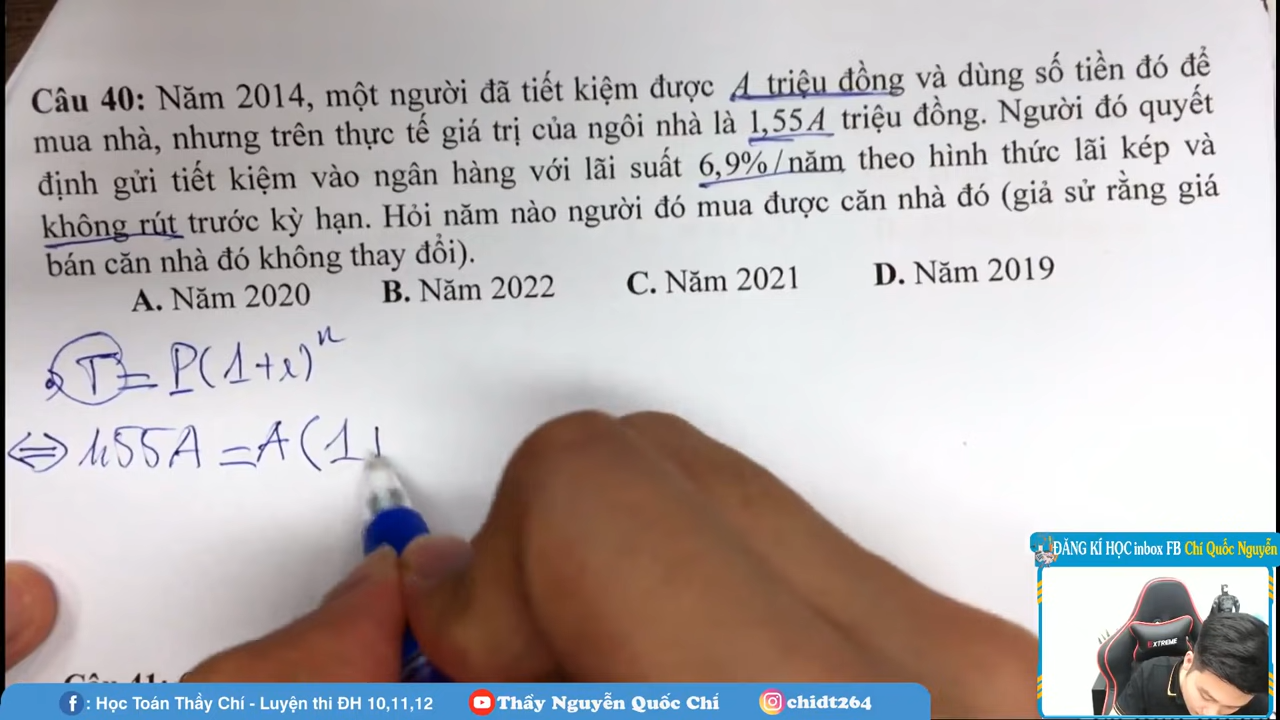 Câu 40: Năm 2014, một người đã tiết kiệm được A triệu đồng và dùng số tiền đó để
mua nhà, nhưng trên thực tế giá trị của ngôi nhà là 1,55A triệu đồng. Người đó quyết
định gửi tiết kiệm vào ngân hàng với lãi suất 6,9%/năm theo hình thức lãi kép và
không rút trước kỳ hạn. Hỏi năm nào người đó mua được căn nhà đó (giả sử rằng giá
bán căn nhà đó không thay đổi).
A. Năm 2020 B. Năm 2022 C. Năm 2021 D. Năm 2019
T = P(1+r)^n
⇔ 1,55A = A(1
ĐĂNG KÍ HỌC inbox FB Chí Quốc Nguyễn
EXTREME
Câu 41:
: Học Toán Thầy Chí - Luyện thi ĐH 10,11,12 Thầy Nguyễn Quốc Chí chidt264